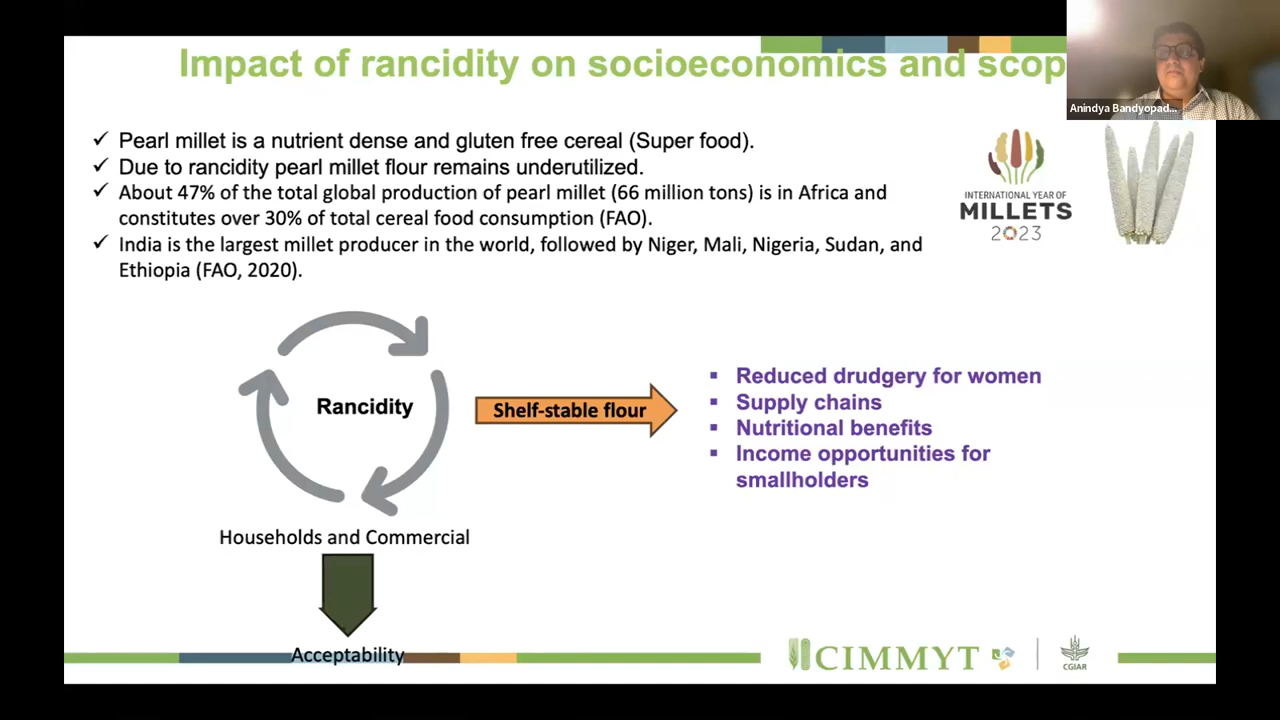 Impact of rancidity on socioeconomics and scop
Anindya Bandyopad...
✓ Pearl millet is a nutrient dense and gluten free cereal (Super food).
✓ Due to rancidity pearl millet flour remains underutilized.
✓ About 47% of the total global production of pearl millet (66 million tons) is in Africa and
constitutes over 30% of total cereal food consumption (FAO).
✓ India is the largest millet producer in the world, followed by Niger, Mali, Nigeria, Sudan, and
Ethiopia (FAO, 2020).
INTERNATIONAL YEAR OF
MILLETS
2023
Rancidity
Shelf-stable flour
▪ Reduced drudgery for women
▪ Supply chains
▪ Nutritional benefits
▪ Income opportunities for
smallholders
Households and Commercial
Acceptability
CIMMYT
CGIAR